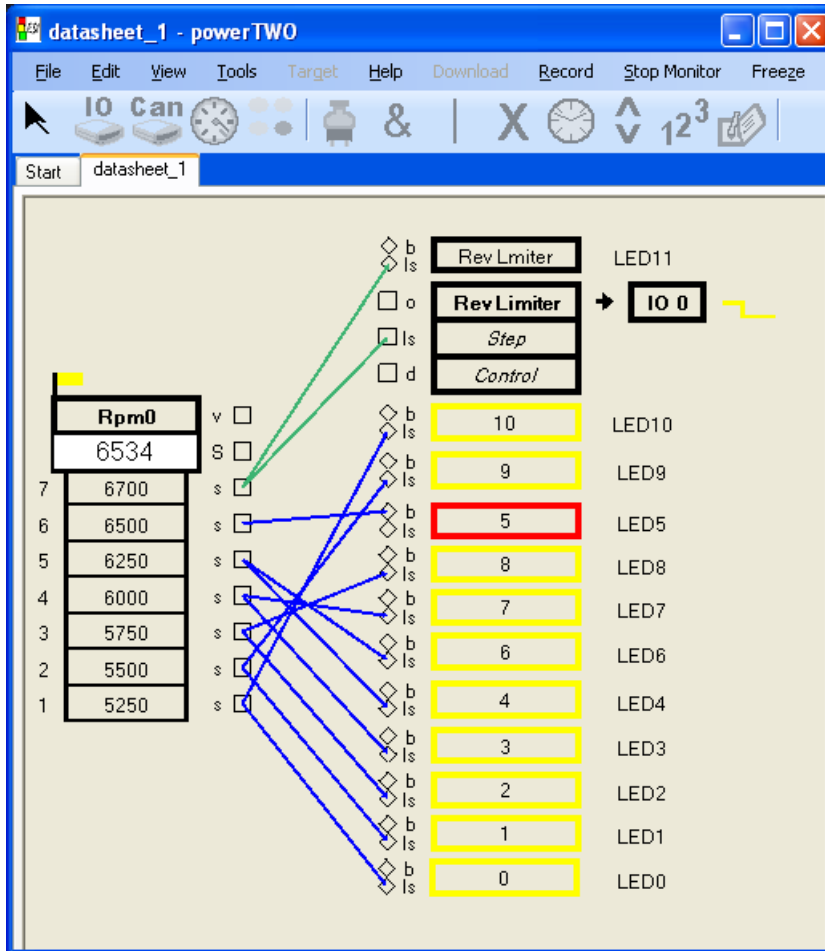 datasheet_1 - powerTWO
File Edit View Tools Target Help Download Record Stop Monitor Freeze
IO Can & | X 1 2 3
Start datasheet_1
b
ls Rev Lmiter LED11
o Rev Limiter IO 0
ls Step
d Control
Rpm0 v
6534 S
7 6700 s
6 6500 s
5 6250 s
4 6000 s
3 5750 s
2 5500 s
1 5250 s
b
ls 10 LED10
b
ls 9 LED9
b
ls 5 LED5
b
ls 8 LED8
b
ls 7 LED7
b
ls 6 LED6
b
ls 4 LED4
b
ls 3 LED3
b
ls 2 LED2
b
ls 1 LED1
b
ls 0 LED0